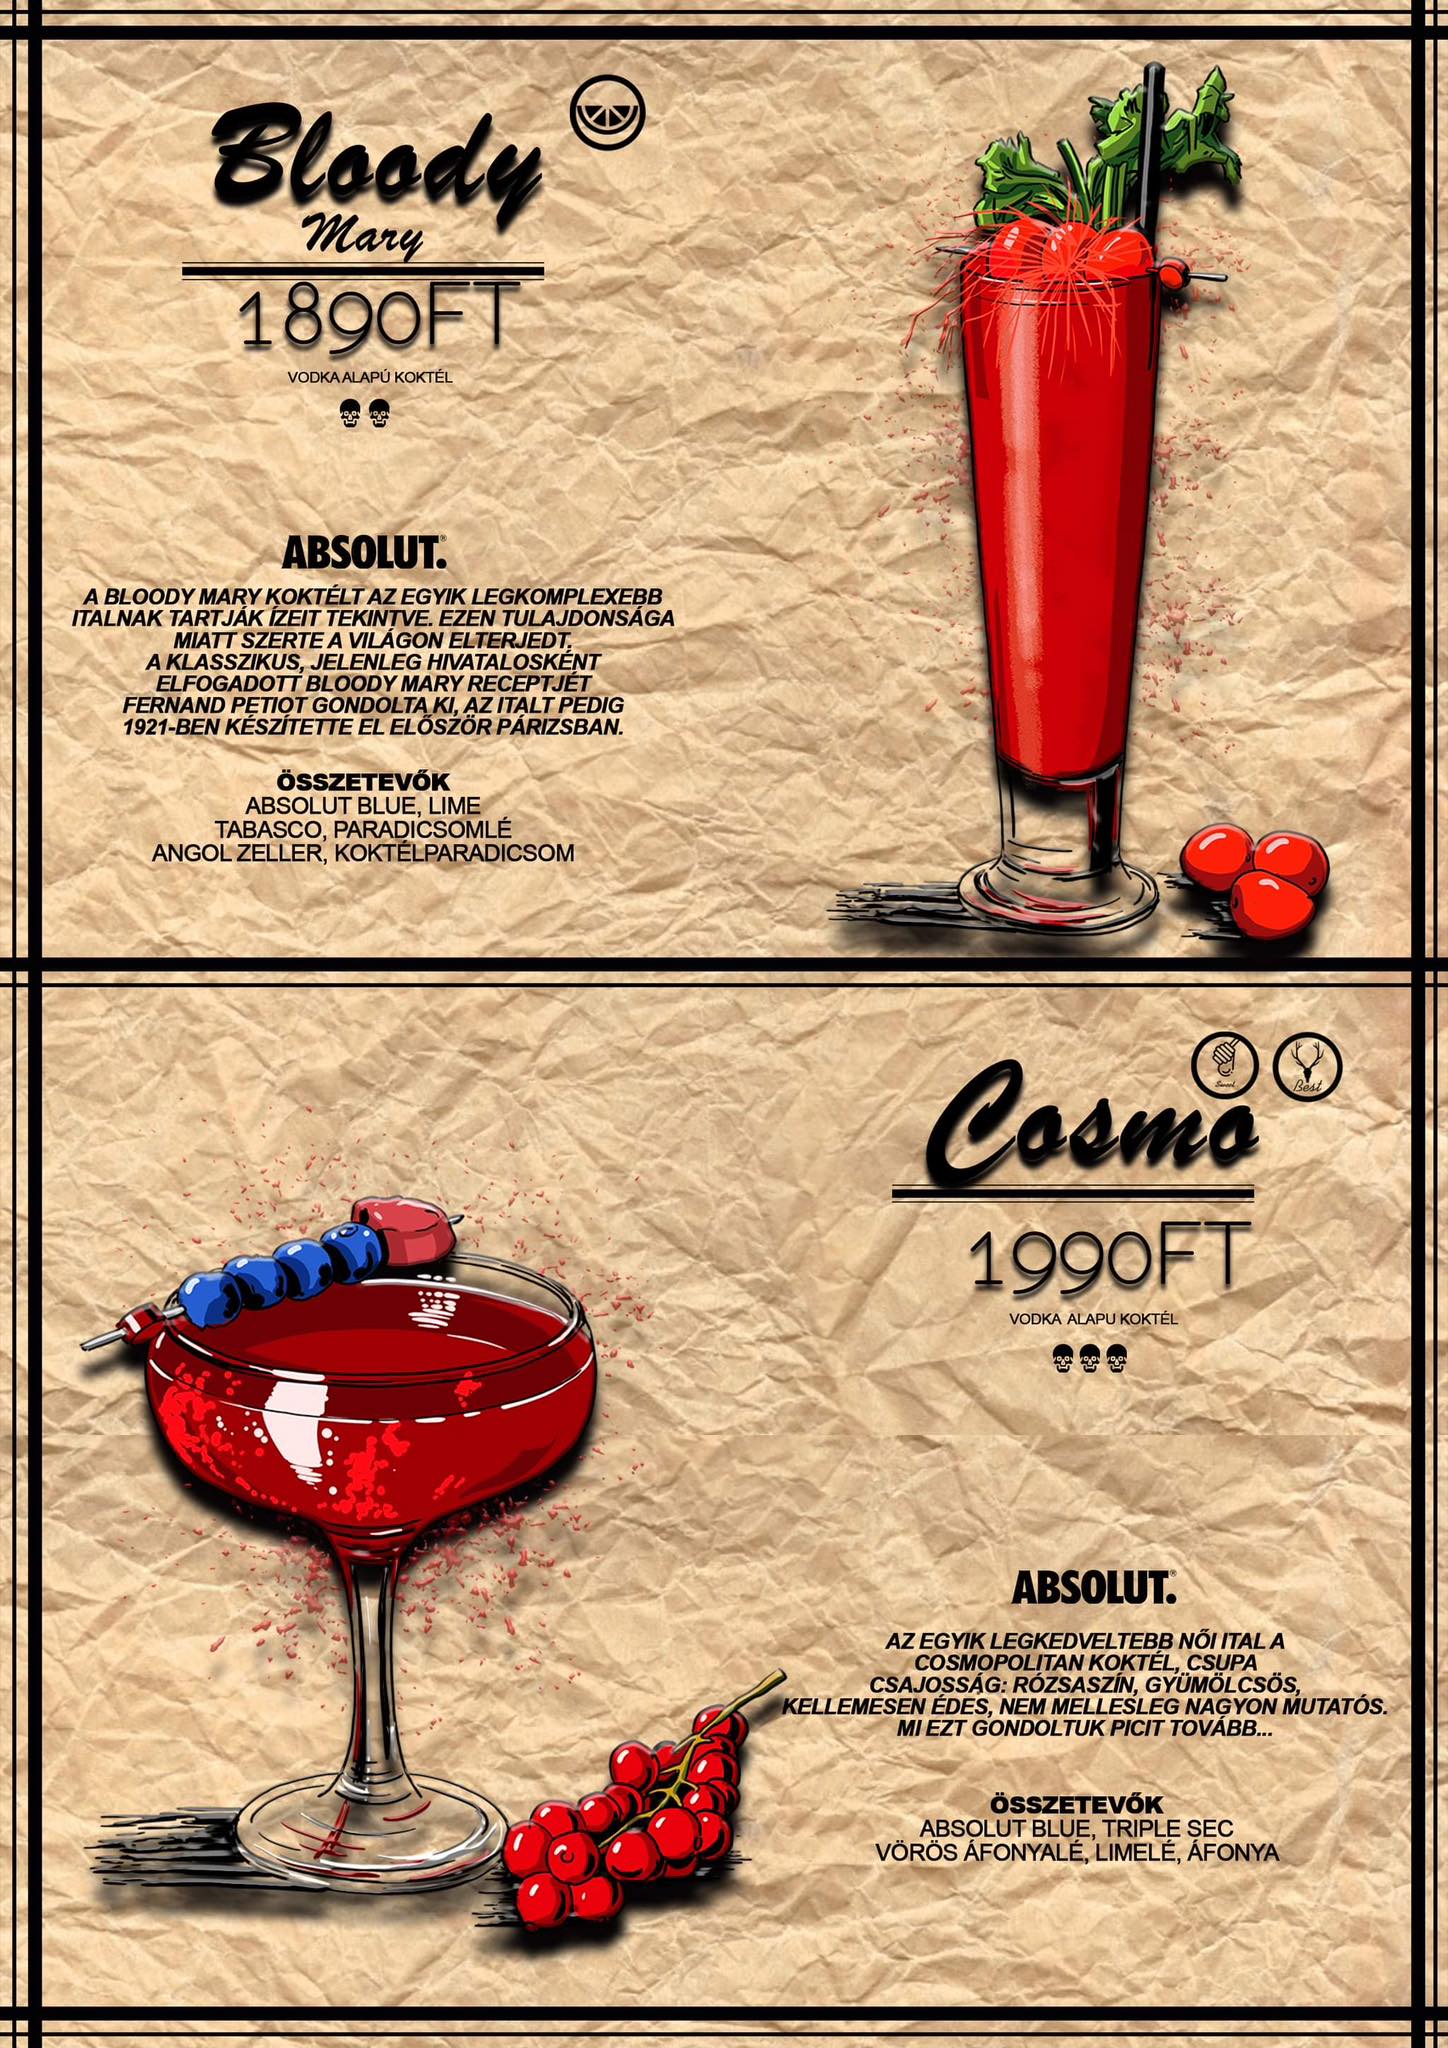 Bloody
Mary
1890FT
VODKA ALAPÚ KOKTÉL
ABSOLUT.®
A BLOODY MARY KOKTÉLT AZ EGYIK LEGKOMPLEXEBB
ITALNAK TARTJÁK ÍZEIT TEKINTVE. EZEN TULAJDONSÁGA
MIATT SZERTE A VILÁGON ELTERJEDT.
A KLASSZIKUS, JELENLEG HIVATALOSKÉNT
ELFOGADOTT BLOODY MARY RECEPTJÉT
FERNAND PETIOT GONDOLTA KI, AZ ITALT PEDIG
1921-BEN KÉSZÍTETTE EL ELŐSZÖR PÁRIZSBAN.
ÖSSZETEVŐK
ABSOLUT BLUE, LIME
TABASCO, PARADICSOMLÉ
ANGOL ZELLER, KOKTÉLPARADICSOM
Sweet
Best
Cosmo
1990FT
VODKA ALAPU KOKTÉL
ABSOLUT.®
AZ EGYIK LEGKEDVELTEBB NŐI ITAL A
COSMOPOLITAN KOKTÉL, CSUPA
CSAJOSSÁG: RÓZSASZÍN, GYÜMÖLCSÖS,
KELLEMESEN ÉDES, NEM MELLESLEG NAGYON MUTATÓS.
MI EZT GONDOLTUK PICIT TOVÁBB...
ÖSSZETEVŐK
ABSOLUT BLUE, TRIPLE SEC
VÖRÖS ÁFONYALÉ, LIMELÉ, ÁFONYA